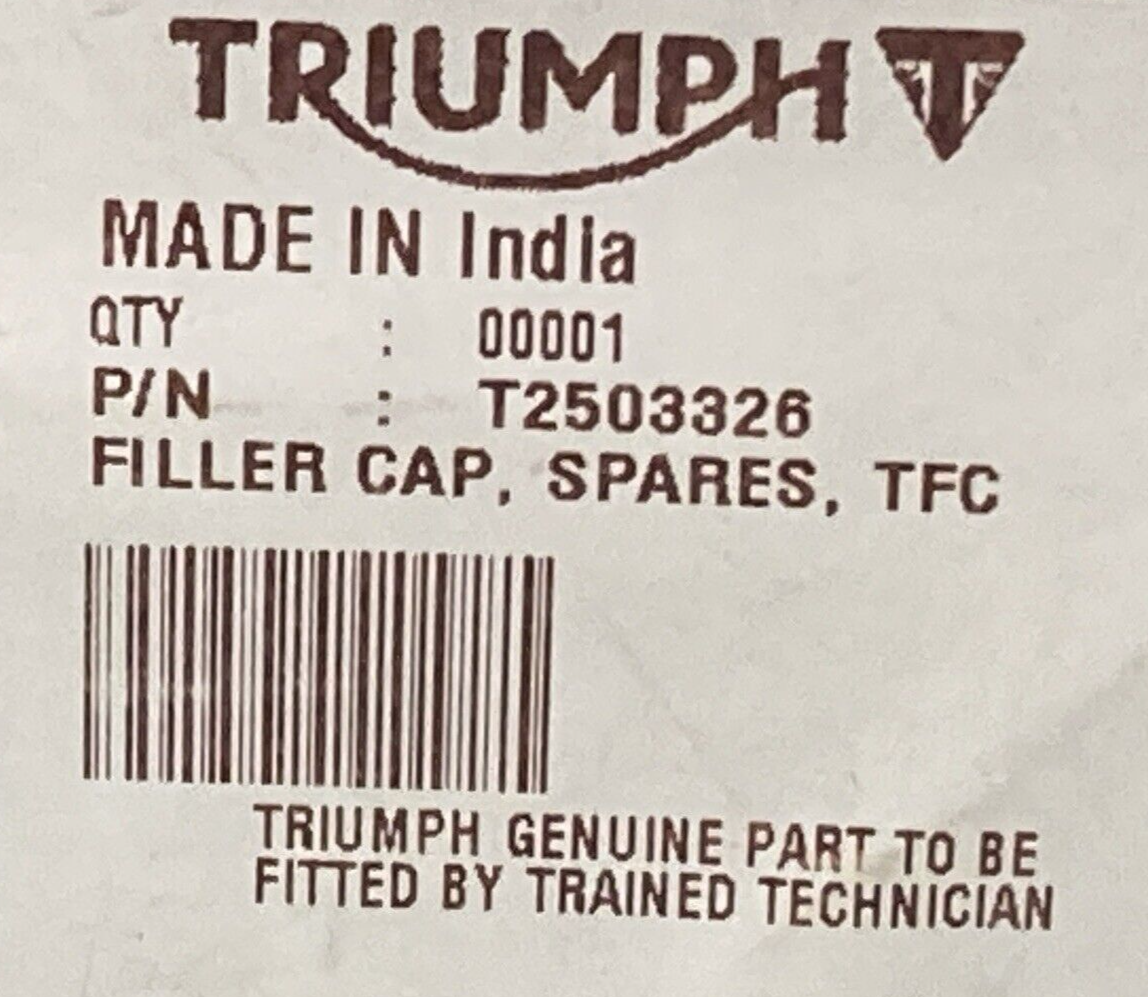 TRIUMPH T
MADE IN India
QTY : 00001
P/N : T2503326
FILLER CAP, SPARES, TFC
TRIUMPH GENUINE PART TO BE
FITTED BY TRAINED TECHNICIAN